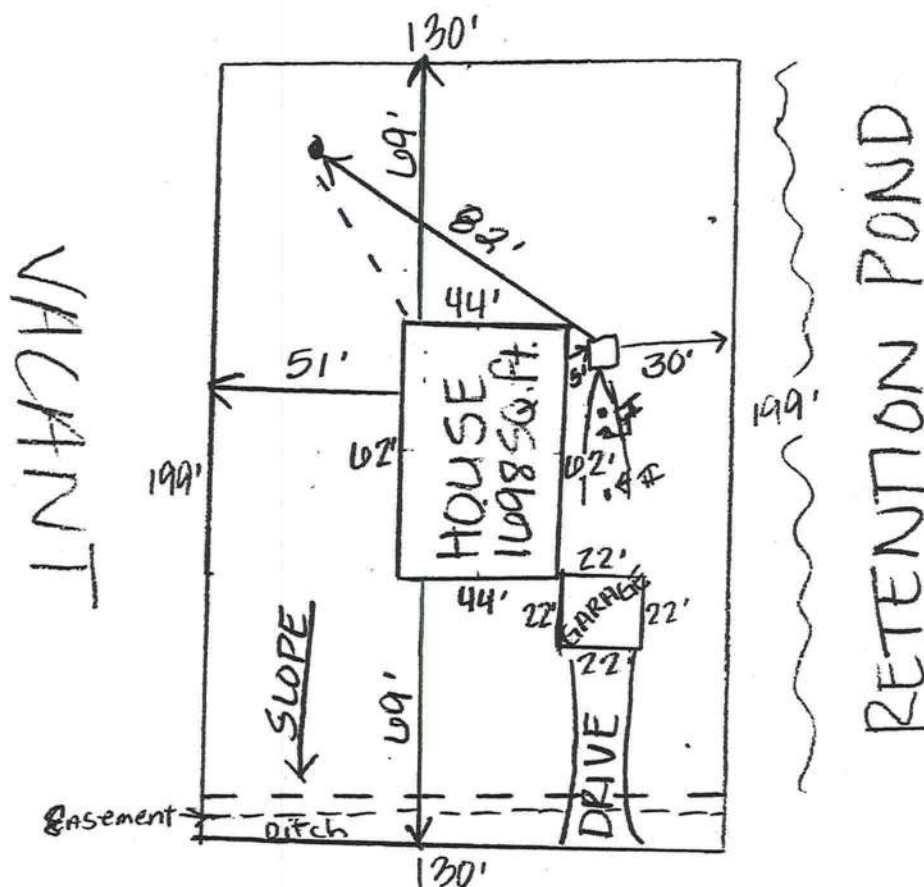 130'
69'
82'
44'
VACANT
51'
HOUSE
1698 SQ.ft.
5'
30'
RETENTION POND
199'
199'
62'
62'
22'
44'
22'
GARAGE
22'
22'
SLOPE
69'
DRIVE
Easement
Ditch
130'